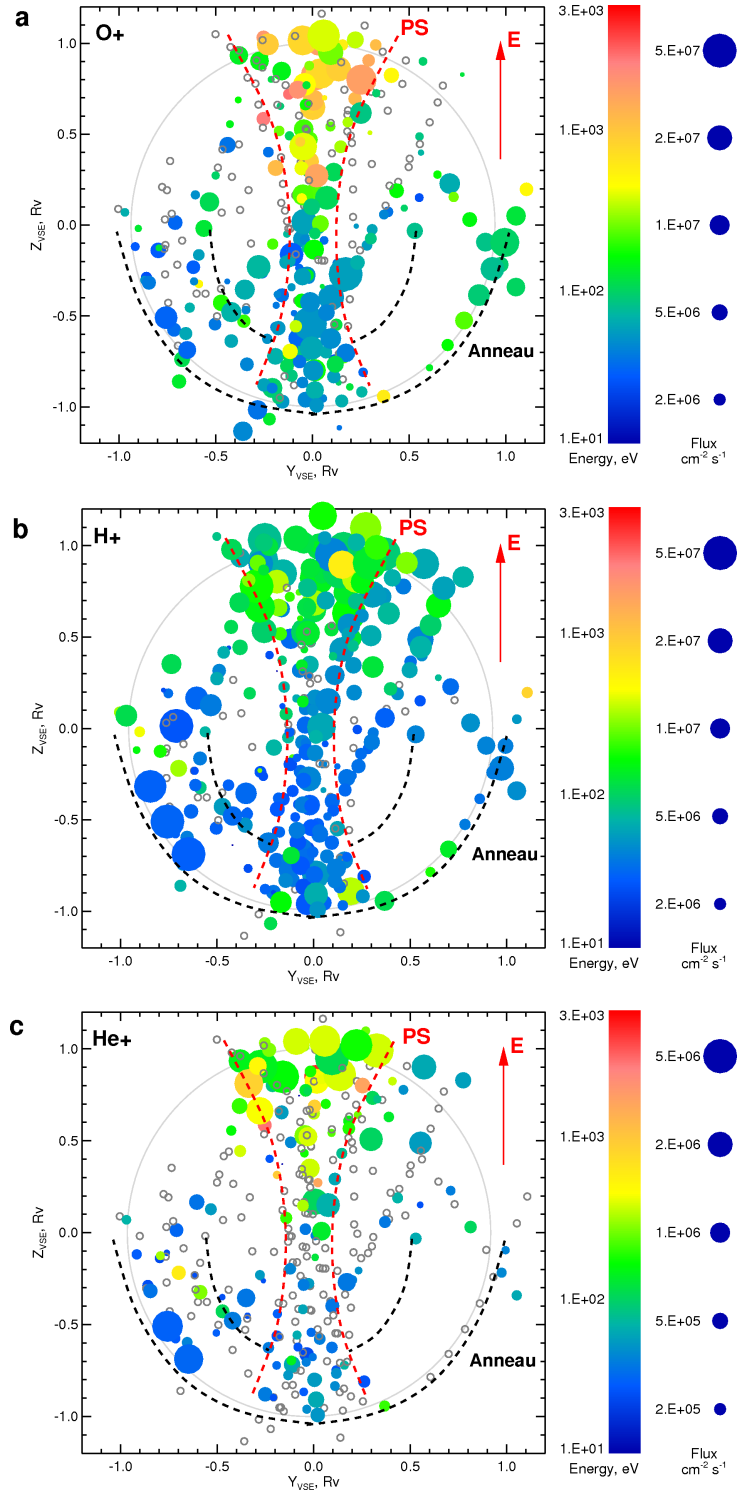 a
O+
PS
E
Anneau
1.0
0.5
0.0
-0.5
-1.0
Z_VSE, Rv
-1.0 -0.5 0.0 0.5 1.0
Y_VSE, Rv
3.E+03
1.E+03
1.E+02
1.E+01
Energy, eV
5.E+07
2.E+07
1.E+07
5.E+06
2.E+06
Flux
cm⁻² s⁻¹
b
H+
PS
E
Anneau
1.0
0.5
0.0
-0.5
-1.0
Z_VSE, Rv
-1.0 -0.5 0.0 0.5 1.0
Y_VSE, Rv
3.E+03
1.E+03
1.E+02
1.E+01
Energy, eV
5.E+07
2.E+07
1.E+07
5.E+06
2.E+06
Flux
cm⁻² s⁻¹
c
He+
PS
E
Anneau
1.0
0.5
0.0
-0.5
-1.0
Z_VSE, Rv
-1.0 -0.5 0.0 0.5 1.0
Y_VSE, Rv
3.E+03
1.E+03
1.E+02
1.E+01
Energy, eV
5.E+06
2.E+06
1.E+06
5.E+05
2.E+05
Flux
cm⁻² s⁻¹